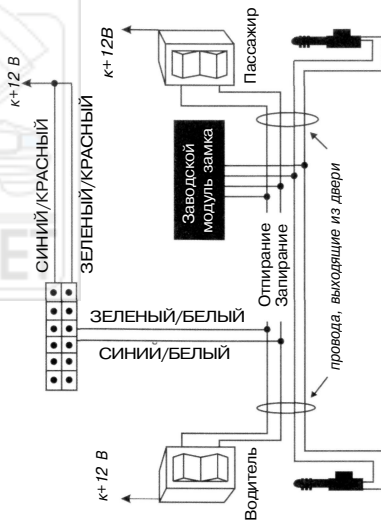 к+12 В
СИНИЙ/КРАСНЫЙ
ЗЕЛЕНЫЙ/КРАСНЫЙ
к+12В
Пассажир
Заводской
модуль замка
ЗЕЛЕНЫЙ/БЕЛЫЙ
СИНИЙ/БЕЛЫЙ
Отпирание
Запирание
провода, выходящие из двери
к+12 В
Водитель